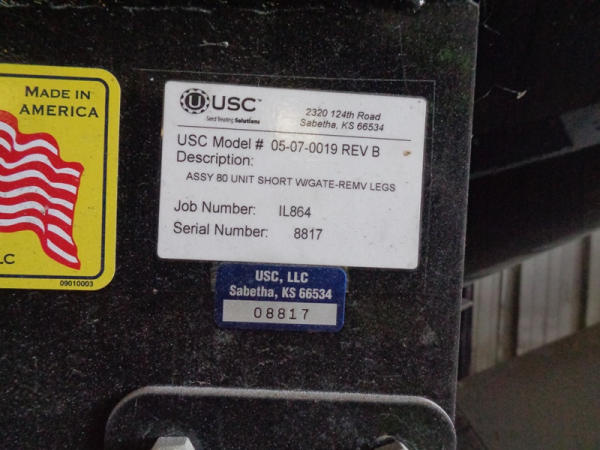 MADE IN
AMERICA
LC
09010003
USC™
Seed Treating Solutions
2320 124th Road
Sabetha, KS 66534
USC Model # 05-07-0019 REV B
Description:
ASSY 80 UNIT SHORT W/GATE-REMV LEGS
Job Number: IL864
Serial Number: 8817
USC, LLC
Sabetha, KS 66534
08817